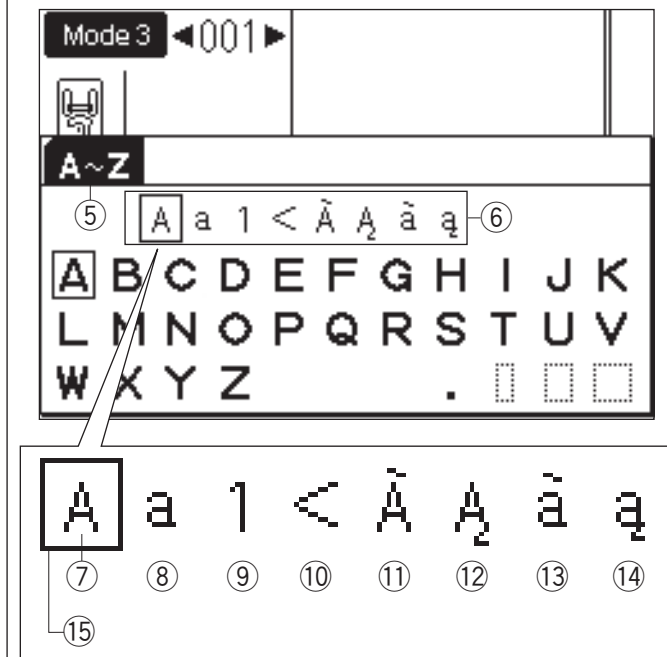 Mode 3 ◄001►
A~Z
⑤ A a 1 < Ã Ą ã ą ⑥
A B C D E F G H I J K
L M N O P Q R S T U V
W X Y Z .
A a 1 < Ã Ą ã ą
⑦ ⑧ ⑨ ⑩ ⑪ ⑫ ⑬ ⑭
⑮